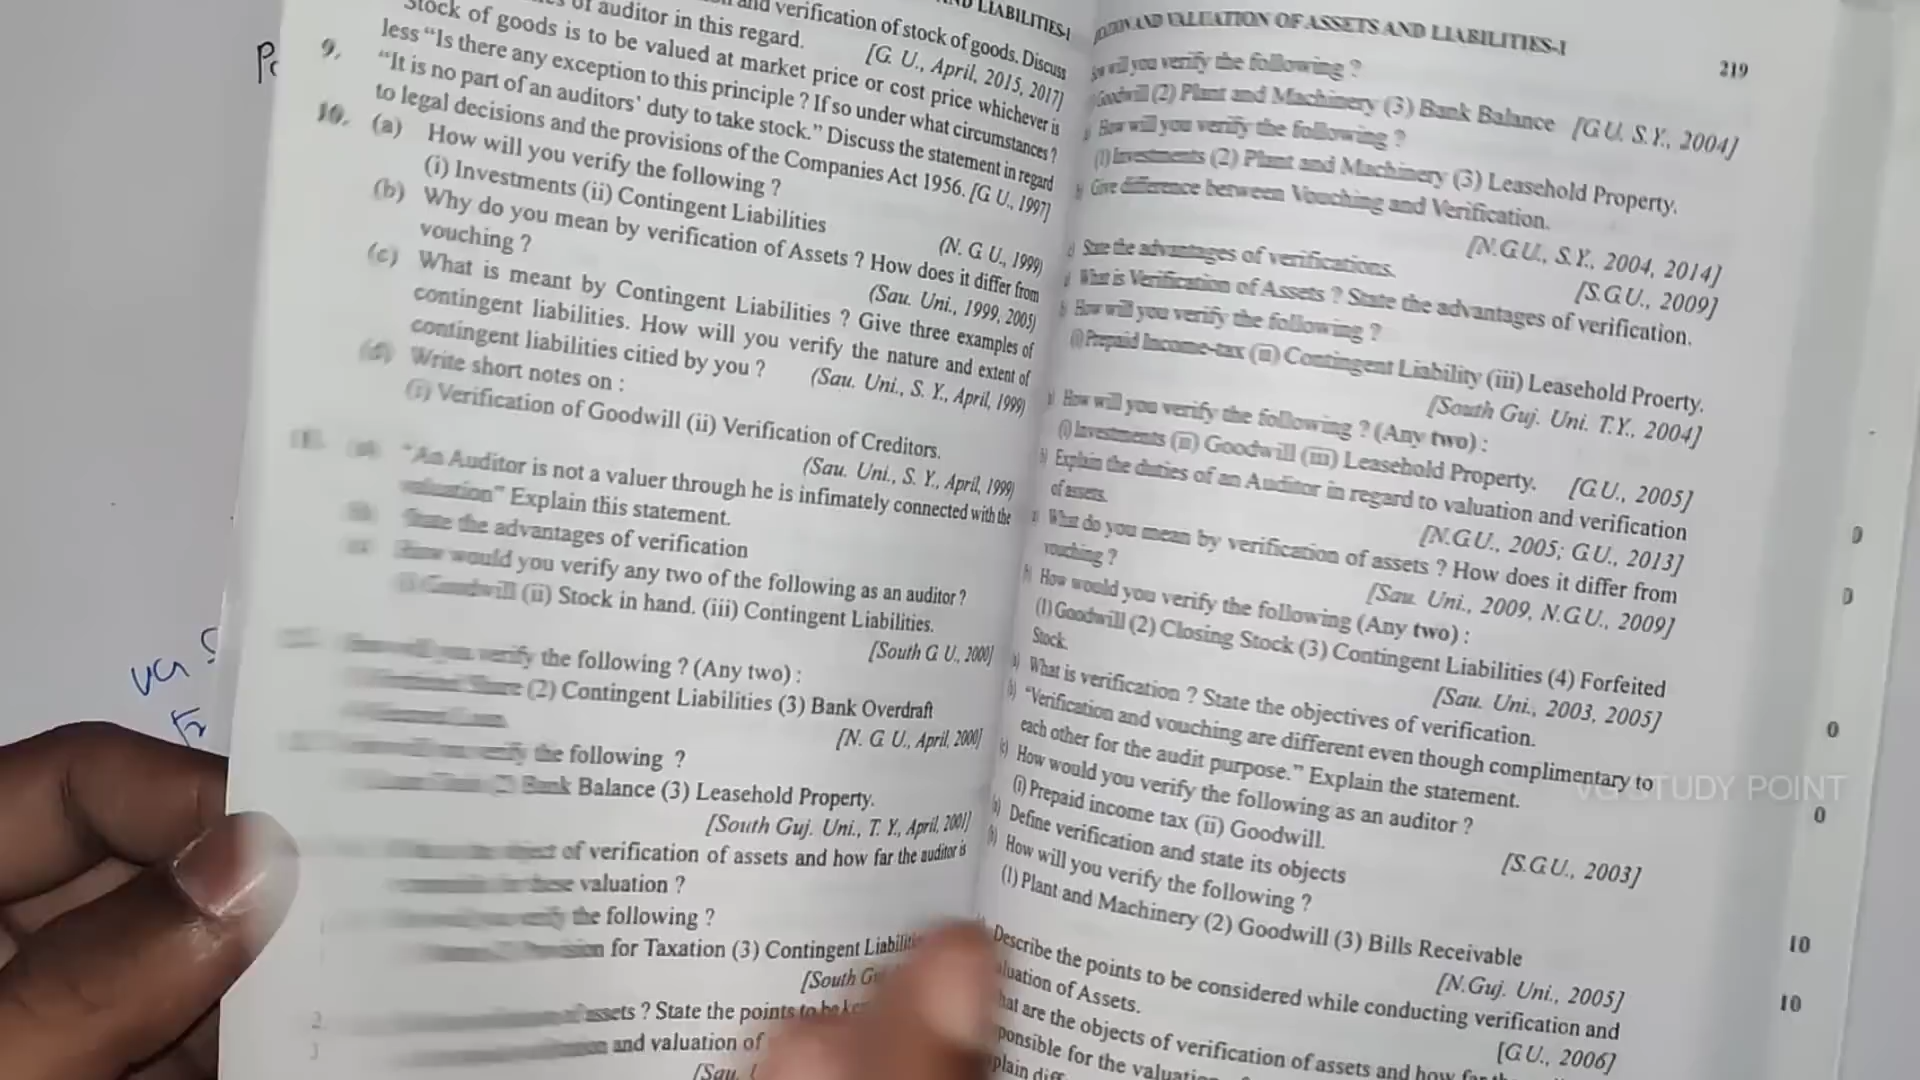 LIABILITIES-I
and verification of stock of goods. Discuss
of auditor in this regard.
[G. U., April, 2015, 2017]
9.
Stock of goods is to be valued at market price or cost price whichever is
less "Is there any exception to this principle ? If so under what circumstances ?
"It is no part of an auditors' duty to take stock." Discuss the statement in regard
to legal decisions and the provisions of the Companies Act 1956. [G. U., 1997]
10. (a) How will you verify the following ?
(i) Investments (ii) Contingent Liabilities
(N. G. U., 1999)
(b) Why do you mean by verification of Assets ? How does it differ from
vouching ?
(Sau. Uni., 1999, 2005)
(c) What is meant by Contingent Liabilities ? Give three examples of
contingent liabilities. How will you verify the nature and extent of
contingent liabilities citied by you ?
(Sau. Uni., S. Y., April, 1999)
(d) Write short notes on :
(i) Verification of Goodwill (ii) Verification of Creditors.
(Sau. Uni., S. Y., April, 1999)
"An Auditor is not a valuer through he is infimately connected with the
valuation" Explain this statement.
State the advantages of verification
How would you verify any two of the following as an auditor ?
(i) Goodwill (ii) Stock in hand. (iii) Contingent Liabilities.
[South G. U., 2000]
verify the following ? (Any two) :
Share (2) Contingent Liabilities (3) Bank Overdraft
[N. G. U., April, 2000]
verify the following ?
Bank Balance (3) Leasehold Property.
[South Guj. Uni., T. Y., April, 2001]
object of verification of assets and how far the auditor is
these valuation ?
verify the following ?
Provision for Taxation (3) Contingent
[South
2.
of assets ? State the points to be
3
and valuation of
[Sau.
AND VALUATION OF ASSETS AND LIABILITIES-I
219
How will you verify the following ?
Goodwill (2) Plant and Machinery (3) Bank Balance [G.U. S.Y., 2004]
How will you verify the following ?
(1) Investments (2) Plant and Machinery (3) Leasehold Property.
Give difference between Vouching and Verification.
[N.G.U., S.Y., 2004, 2014]
State the advantages of verifications.
[S.G.U., 2009]
What is Verification of Assets ? State the advantages of verification.
How will you verify the following ?
(i) Prepaid Income-tax (ii) Contingent Liability (iii) Leasehold Proerty.
[South Guj. Uni. T.Y., 2004]
How will you verify the following ? (Any two) :
(i) Investments (ii) Goodwill (iii) Leasehold Property. [G.U., 2005]
Explain the duties of an Auditor in regard to valuation and verification
of assets.
[N.G.U., 2005; G.U., 2013]
What do you mean by verification of assets ? How does it differ from
vouching ?
[Sau. Uni., 2009, N.G.U., 2009]
How would you verify the following (Any two) :
(1) Goodwill (2) Closing Stock (3) Contingent Liabilities (4) Forfeited
Stock.
[Sau. Uni., 2003, 2005]
What is verification ? State the objectives of verification.
"Verification and vouching are different even though complimentary to
each other for the audit purpose." Explain the statement.
How would you verify the following as an auditor ?
(i) Prepaid income tax (ii) Goodwill.
[S.G.U., 2003]
Define verification and state its objects
How will you verify the following ?
(1) Plant and Machinery (2) Goodwill (3) Bills Receivable
[N.Guj. Uni., 2005]
Describe the points to be considered while conducting verification and
Valuation of Assets.
[G.U., 2006]
are the objects of verification of assets and how
for the
0
0
10
10
VG STUDY POINT